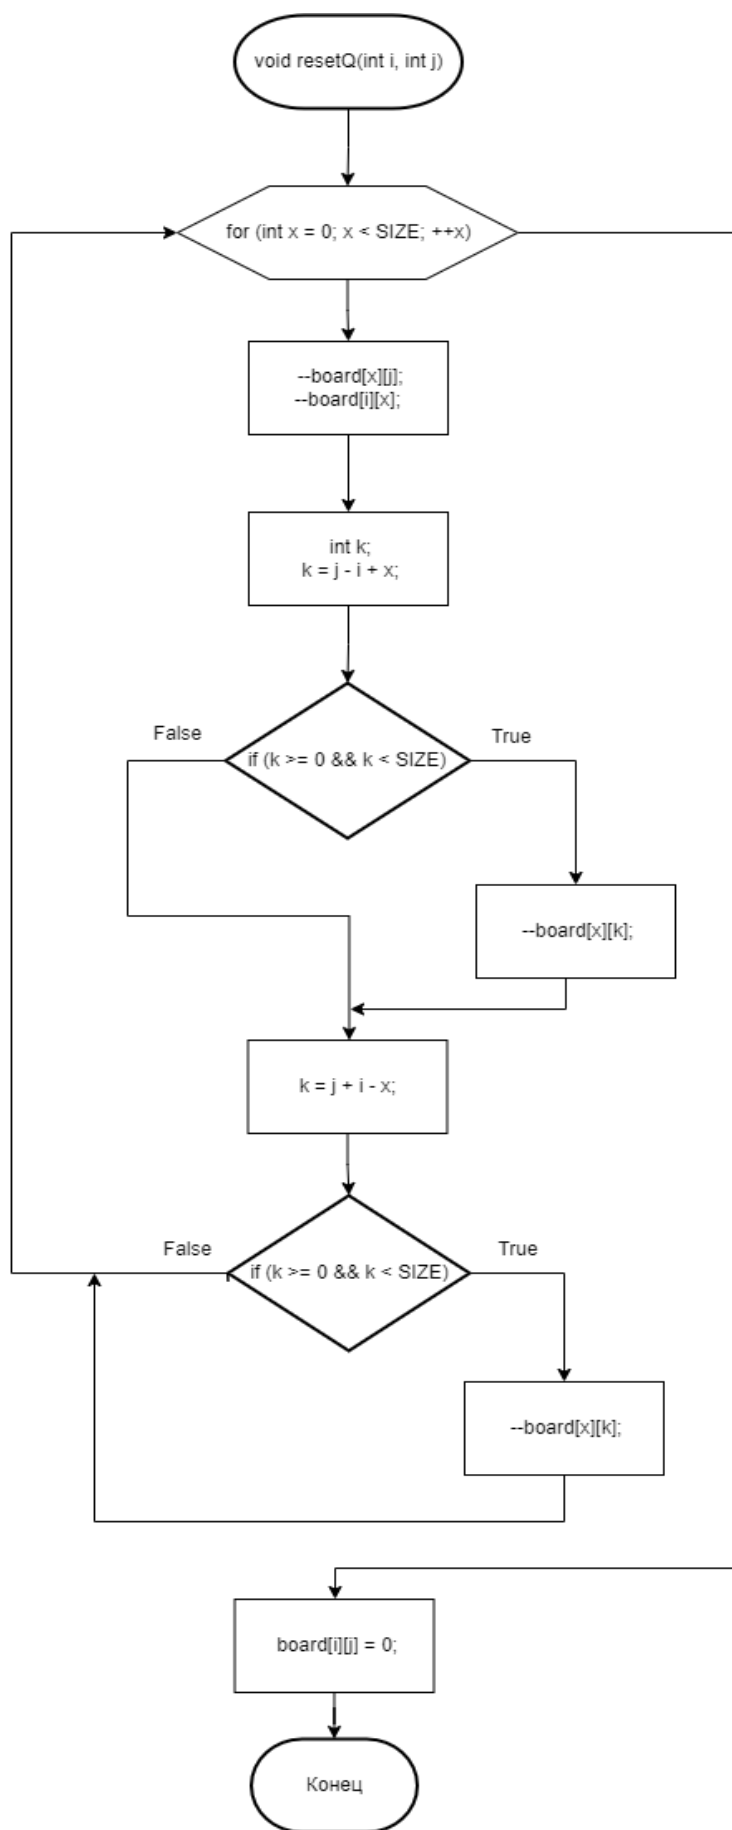 void resetQ(int i, int j)
for (int x = 0; x < SIZE; ++x)
--board[x][j];
--board[i][x];
int k;
k = j - i + x;
False
if (k >= 0 && k < SIZE)
True
--board[x][k];
k = j + i - x;
False
if (k >= 0 && k < SIZE)
True
--board[x][k];
board[i][j] = 0;
Конец